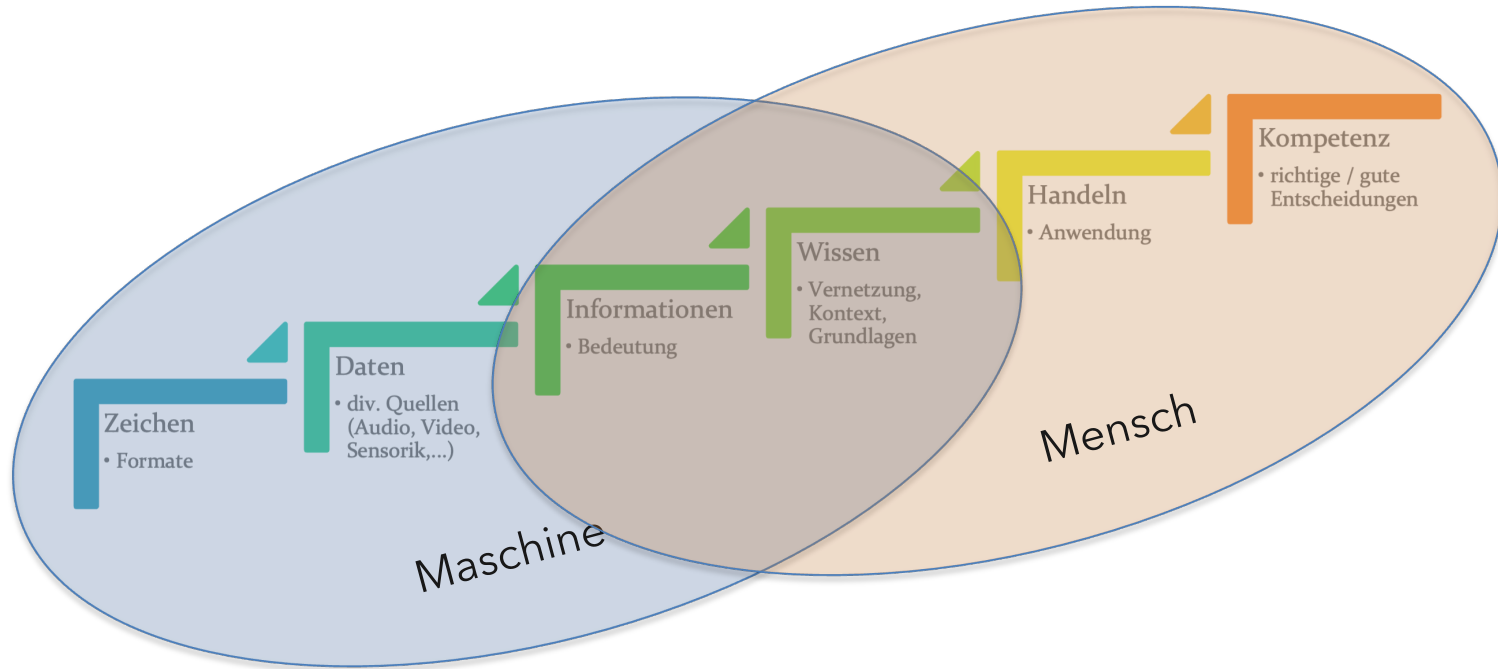 Zeichen
• Formate
Daten
• div. Quellen
(Audio, Video,
Sensorik,...)
Informationen
• Bedeutung
Wissen
• Vernetzung,
Kontext,
Grundlagen
Handeln
• Anwendung
Kompetenz
• richtige / gute
Entscheidungen
Maschine
Mensch